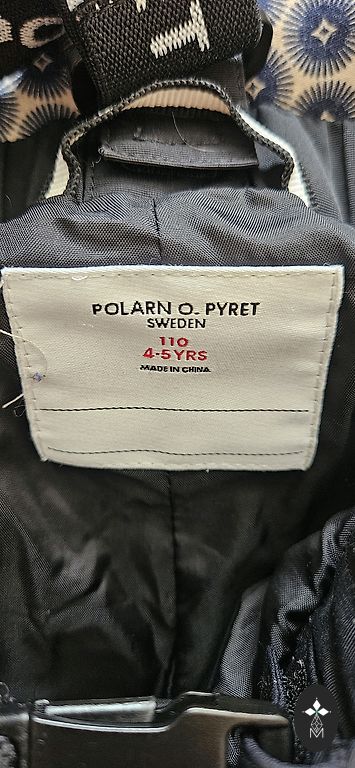 POLARN O. PYRET
SWEDEN
110
4-5YRS
MADE IN CHINA